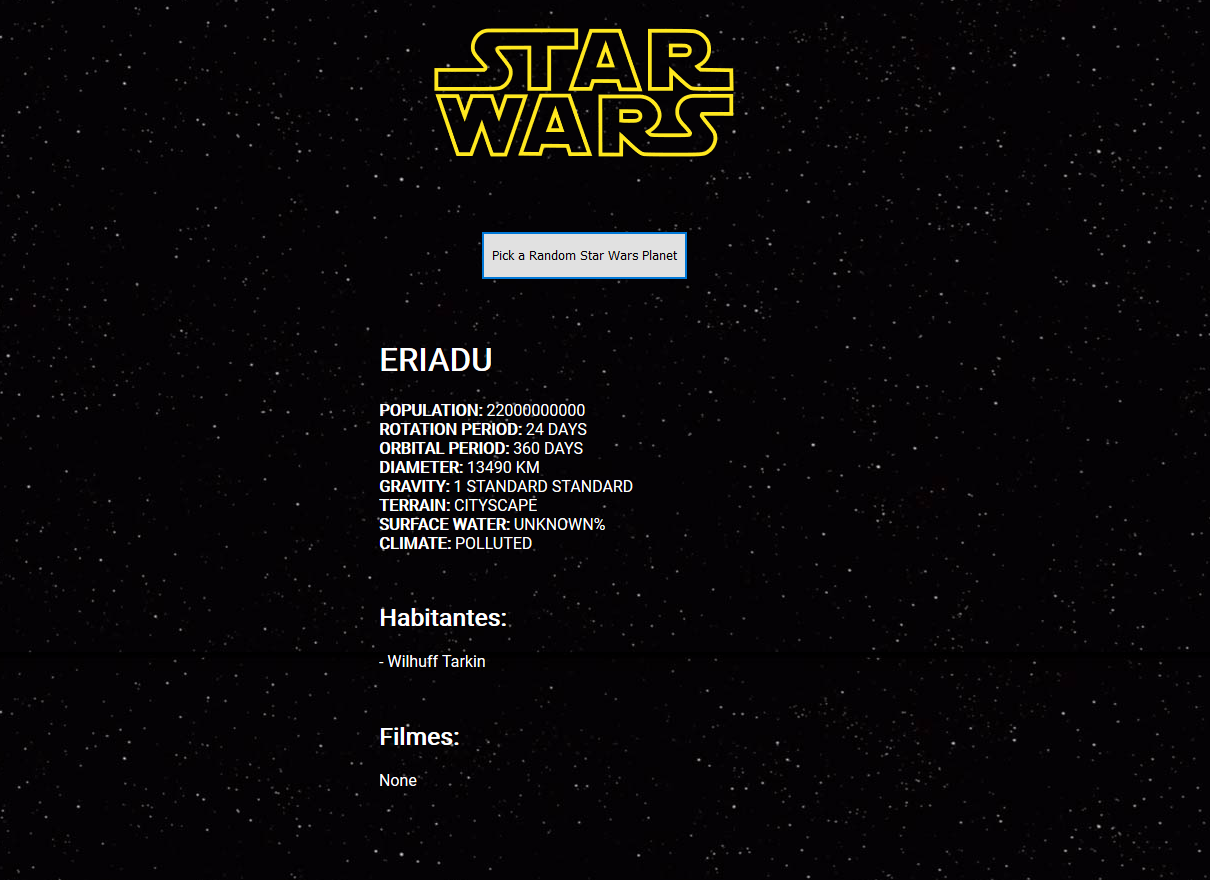 STAR
WARS
Pick a Random Star Wars Planet
ERIADU
POPULATION: 22000000000
ROTATION PERIOD: 24 DAYS
ORBITAL PERIOD: 360 DAYS
DIAMETER: 13490 KM
GRAVITY: 1 STANDARD STANDARD
TERRAIN: CITYSCAPE
SURFACE WATER: UNKNOWN%
CLIMATE: POLLUTED
Habitantes:
- Wilhuff Tarkin
Filmes:
None